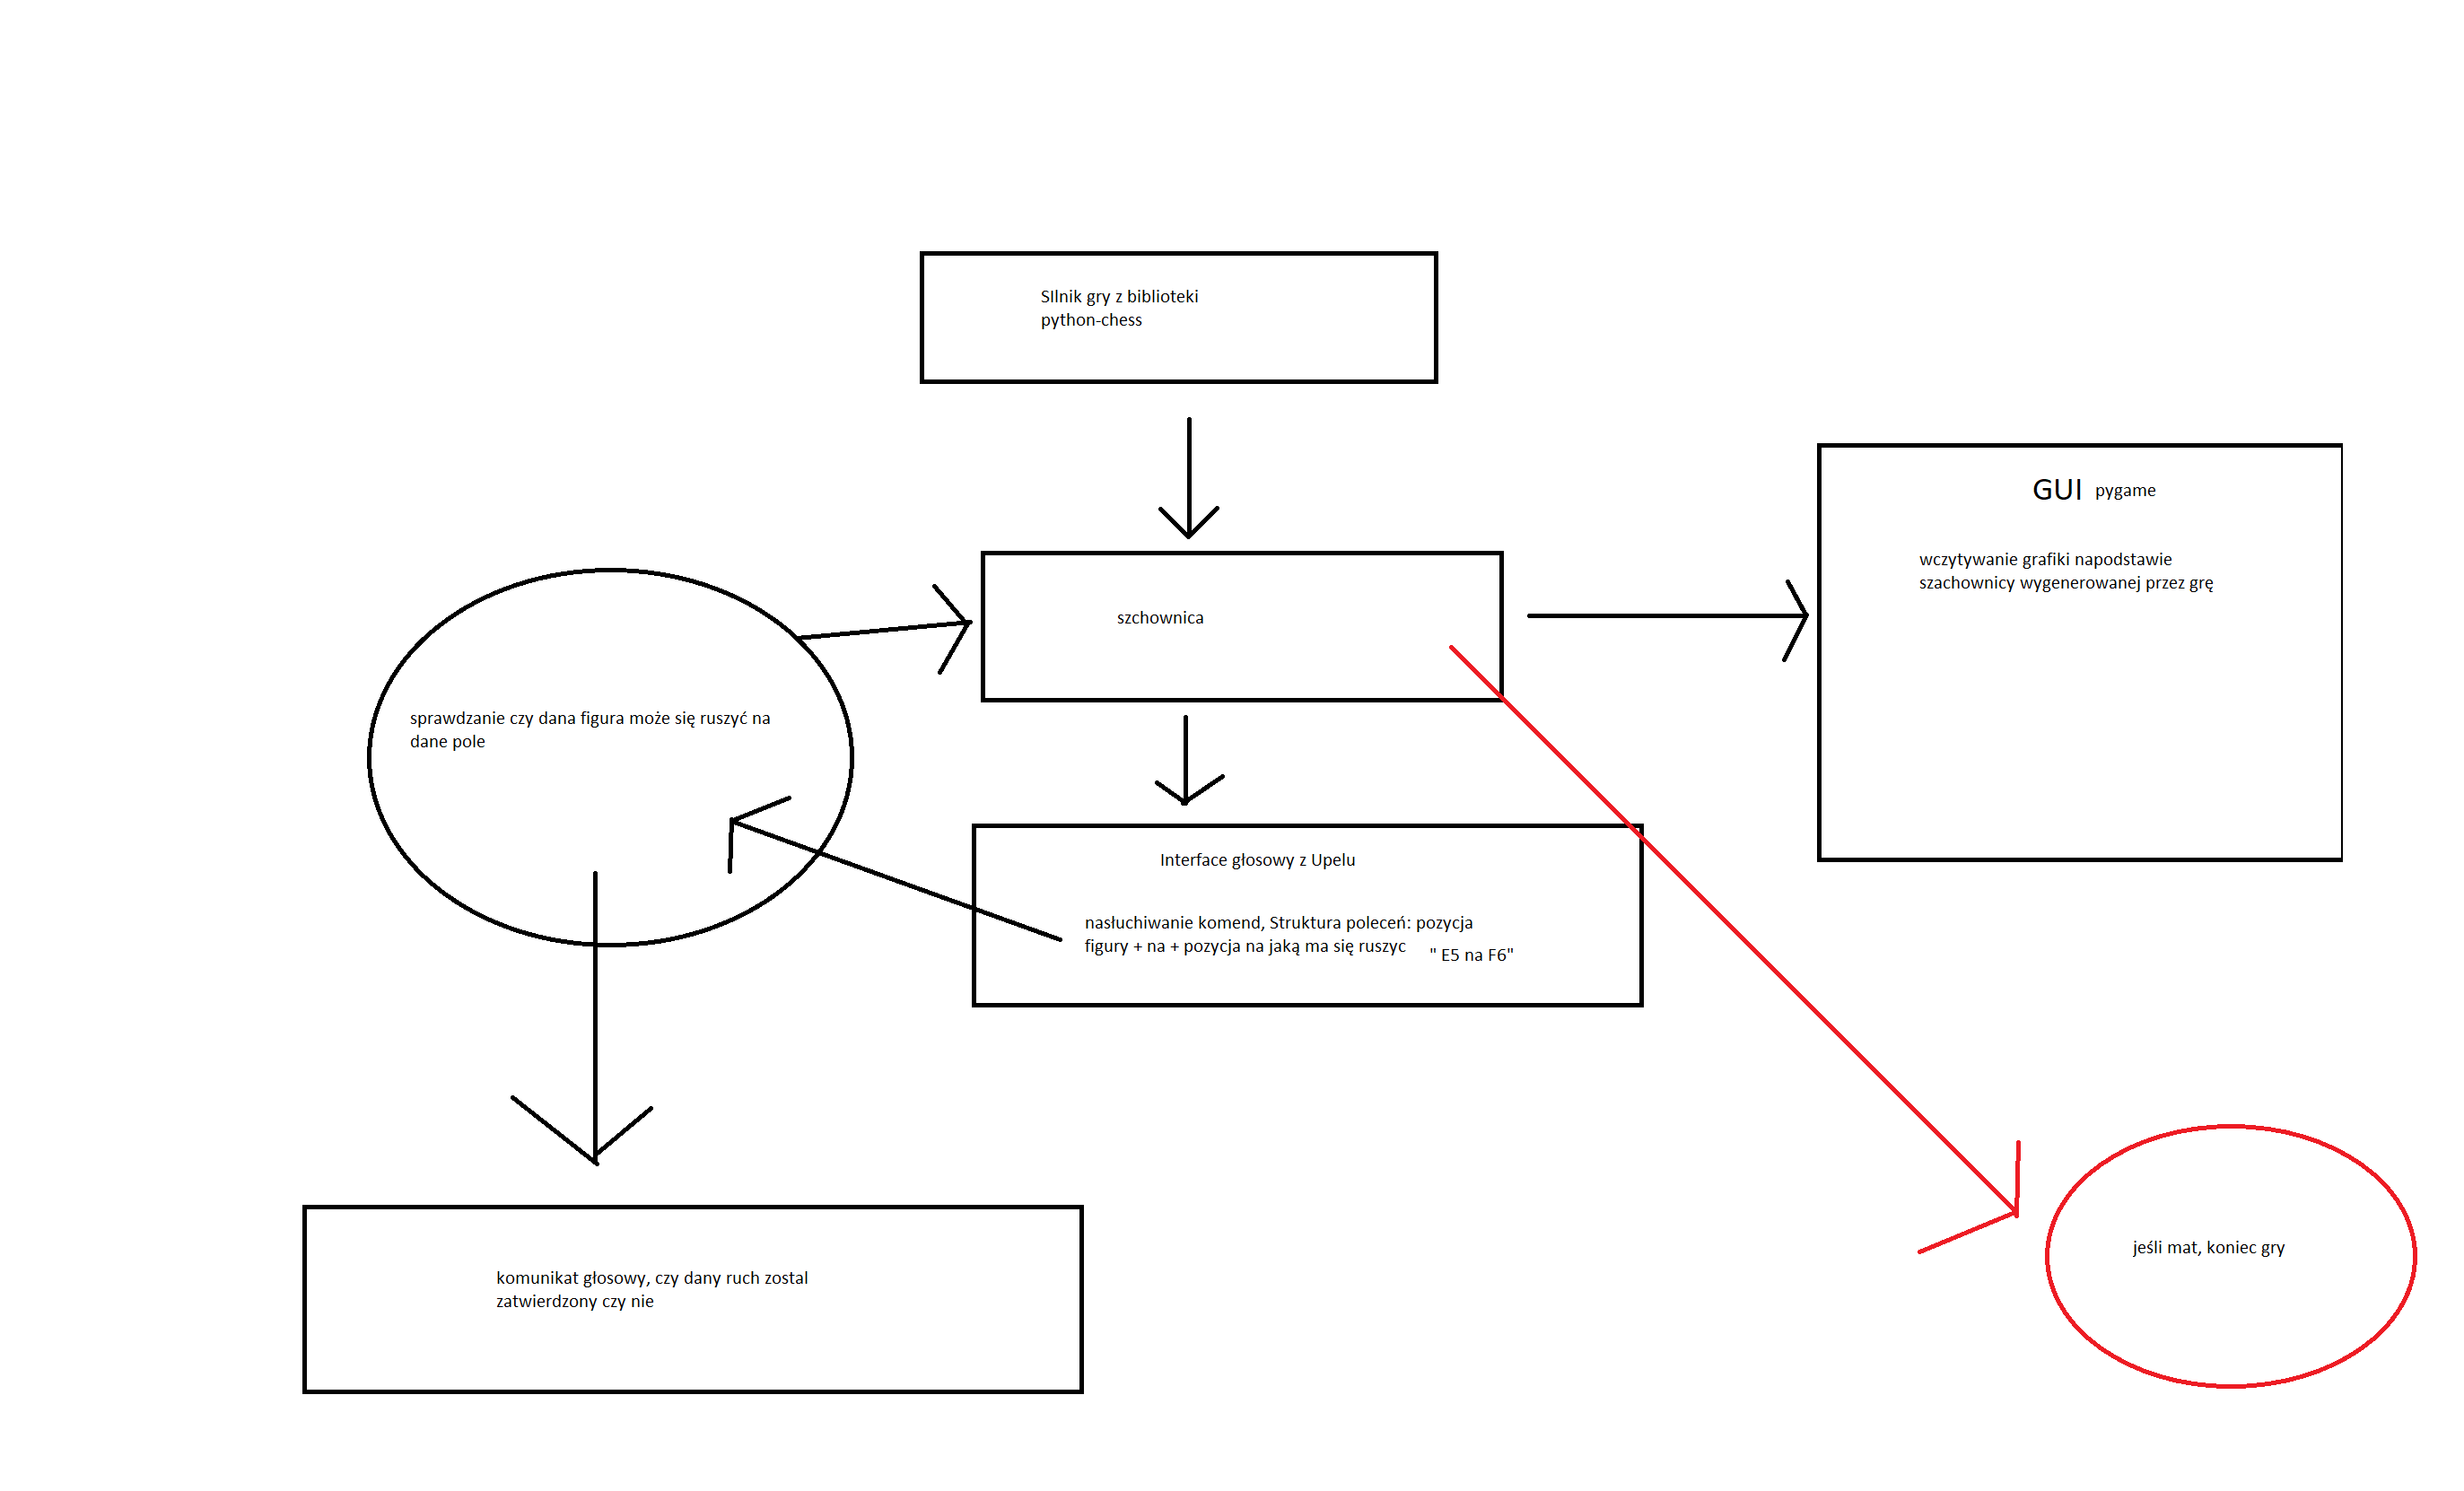 SIlnik gry z biblioteki
python-chess
GUI pygame
wczytywanie grafiki napodstawie
szachownicy wygenerowanej przez grę
szchownica
sprawdzanie czy dana figura może się ruszyć na
dane pole
Interface głosowy z Upelu
nasłuchiwanie komend, Struktura poleceń: pozycja
figury + na + pozycja na jaką ma się ruszyc
" E5 na F6"
komunikat głosowy, czy dany ruch zostal
zatwierdzony czy nie
jeśli mat, koniec gry